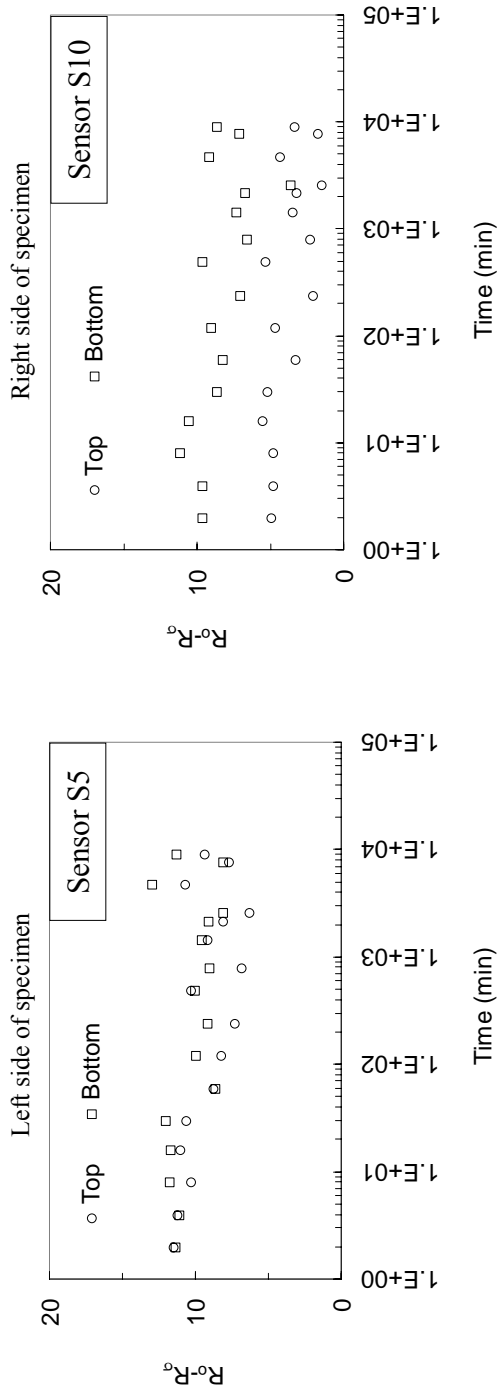 Left side of specimen
Sensor S5
○ Top □ Bottom
Ro-Rσ
20
10
0
1.E+00 1.E+01 1.E+02 1.E+03 1.E+04 1.E+05
Time (min)
Right side of specimen
Sensor S10
○ Top □ Bottom
Ro-Rσ
20
10
0
1.E+00 1.E+01 1.E+02 1.E+03 1.E+04 1.E+05
Time (min)